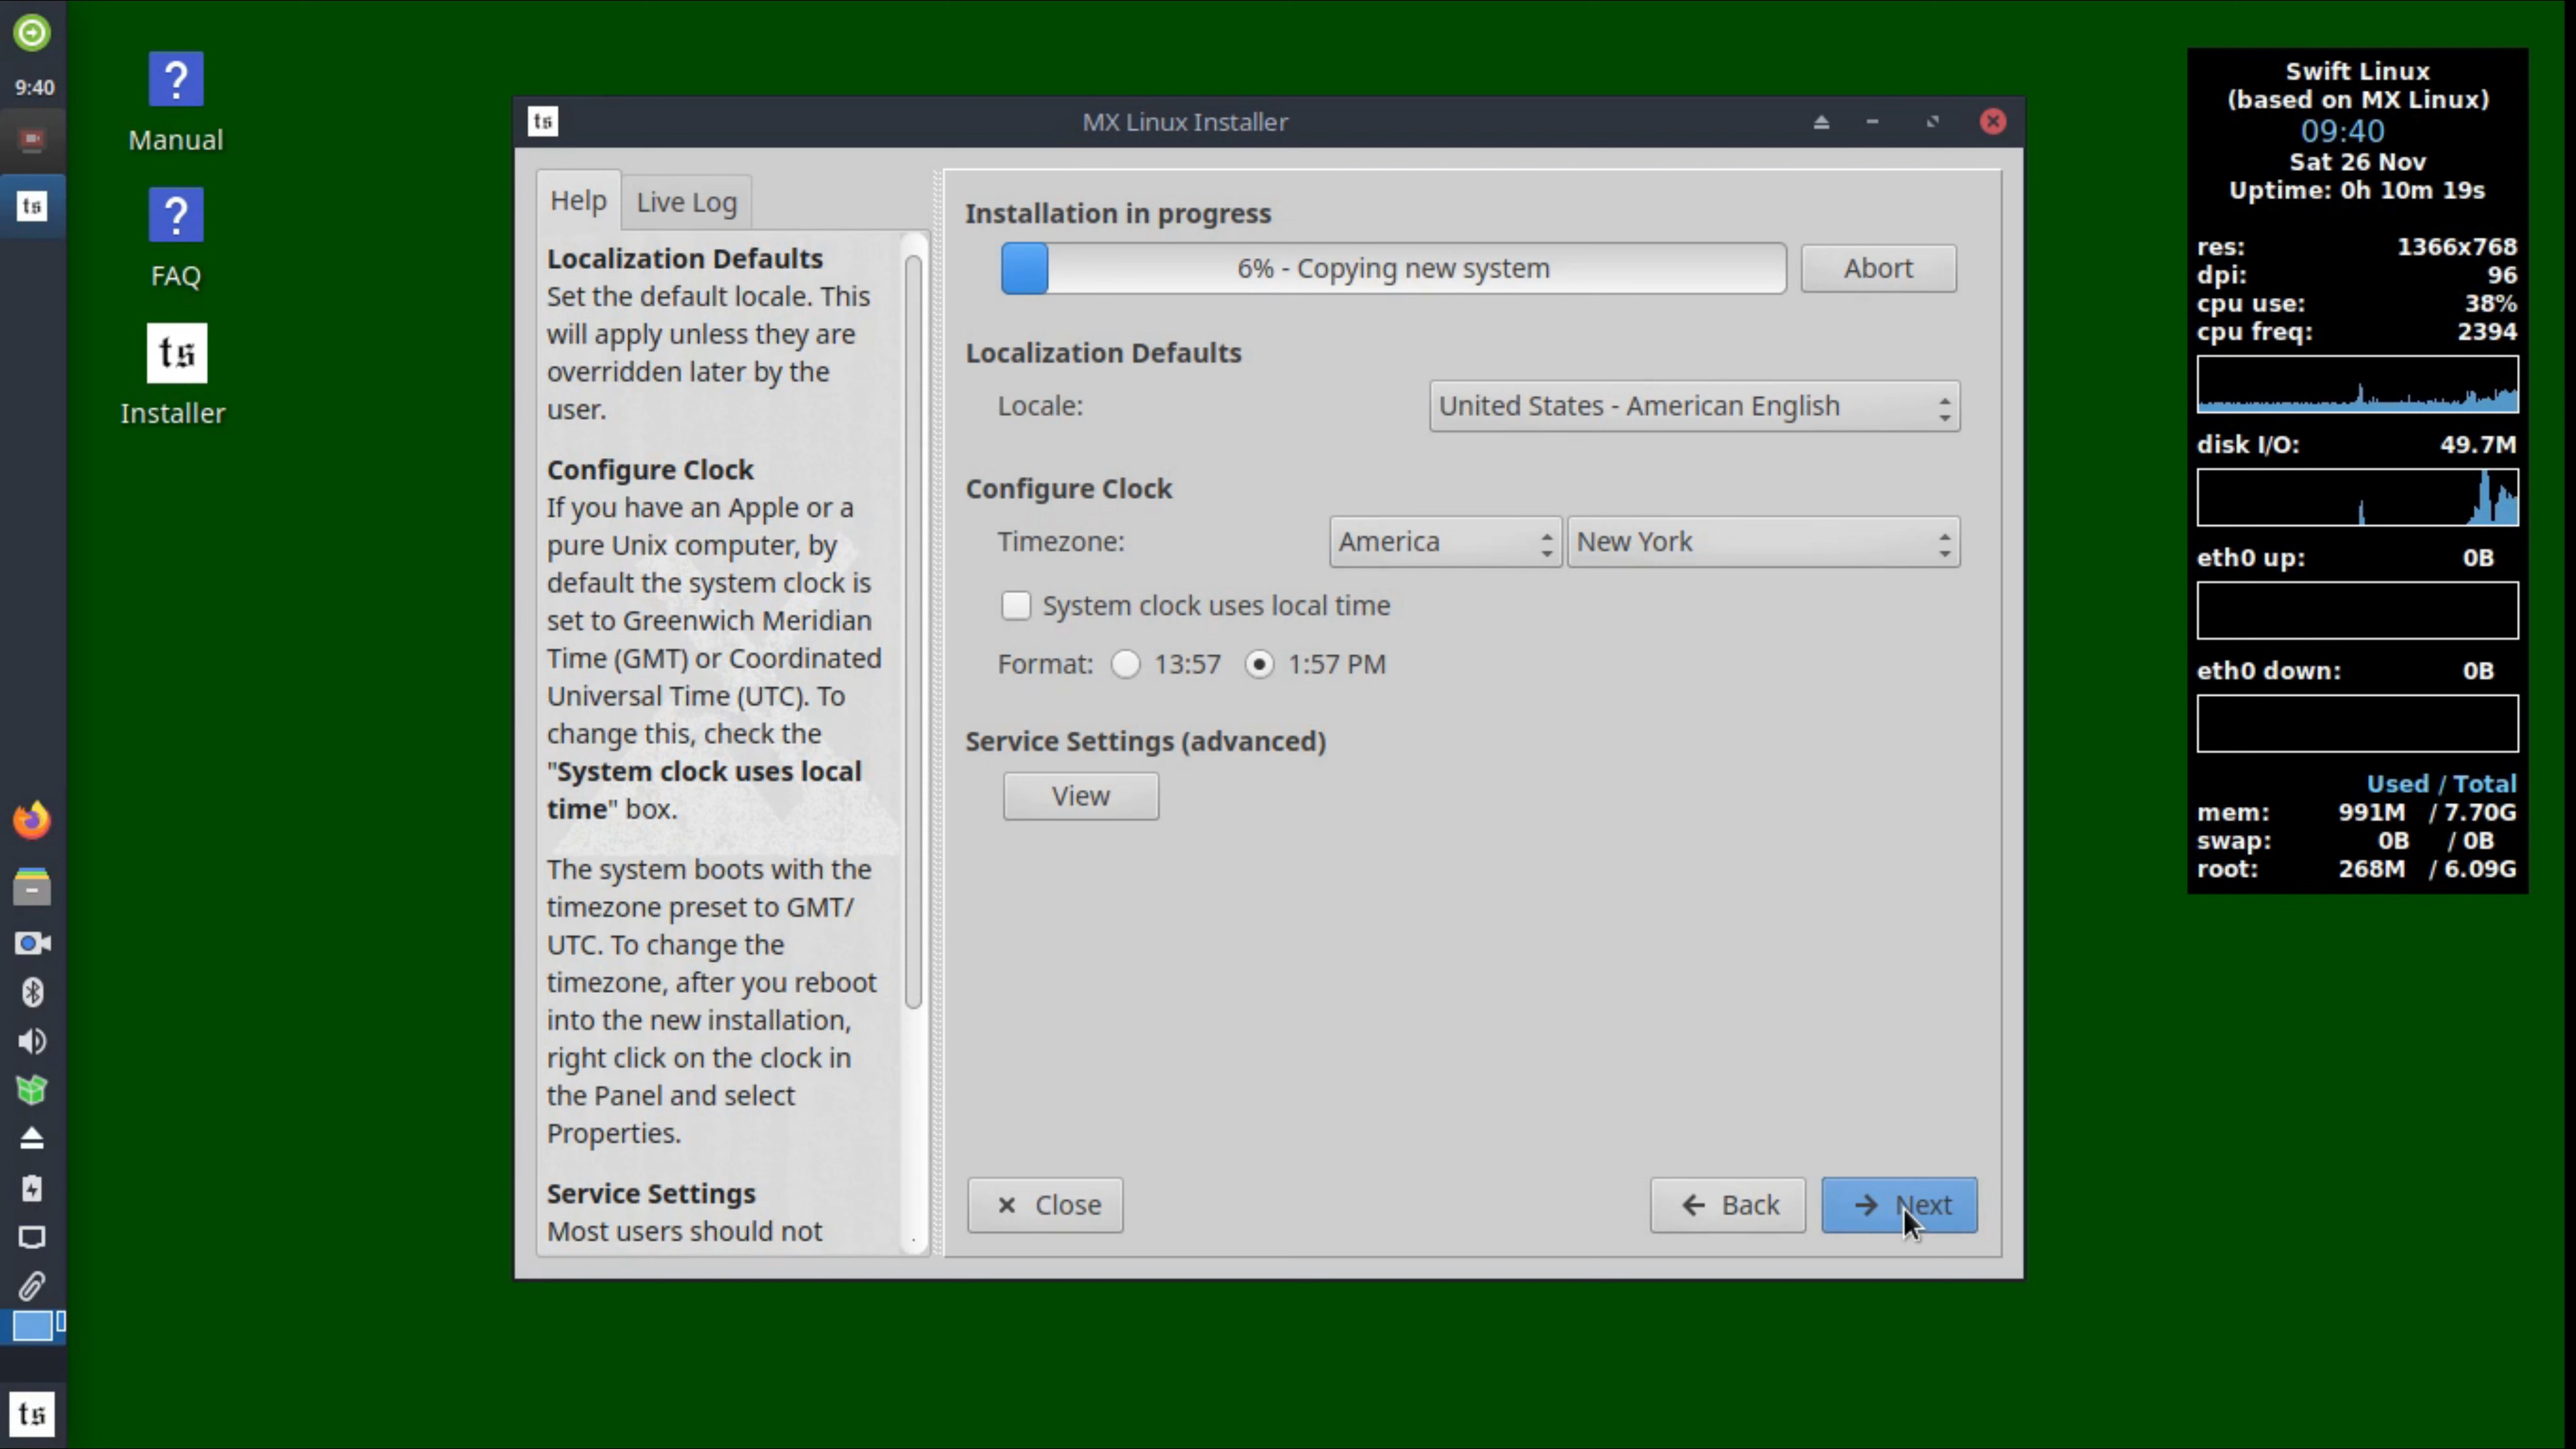 9:40
ts
Manual
FAQ
ts
Installer
ts
ts
MX Linux Installer
Help
Live Log
Localization Defaults
Set the default locale. This
will apply unless they are
overridden later by the
user.
Configure Clock
If you have an Apple or a
pure Unix computer, by
default the system clock is
set to Greenwich Meridian
Time (GMT) or Coordinated
Universal Time (UTC). To
change this, check the
"System clock uses local
time" box.
The system boots with the
timezone preset to GMT/
UTC. To change the
timezone, after you reboot
into the new installation,
right click on the clock in
the Panel and select
Properties.
Service Settings
Most users should not
Installation in progress
6% - Copying new system
Abort
Localization Defaults
Locale: United States - American English
Configure Clock
Timezone: America New York
System clock uses local time
Format: 13:57 1:57 PM
Service Settings (advanced)
View
Close
Back
Next
Swift Linux
(based on MX Linux)
09:40
Sat 26 Nov
Uptime: 0h 10m 19s
res: 1366x768
dpi: 96
cpu use: 38%
cpu freq: 2394
disk I/O: 49.7M
eth0 up: 0B
eth0 down: 0B
Used / Total
mem: 991M / 7.70G
swap: 0B / 0B
root: 268M / 6.09G